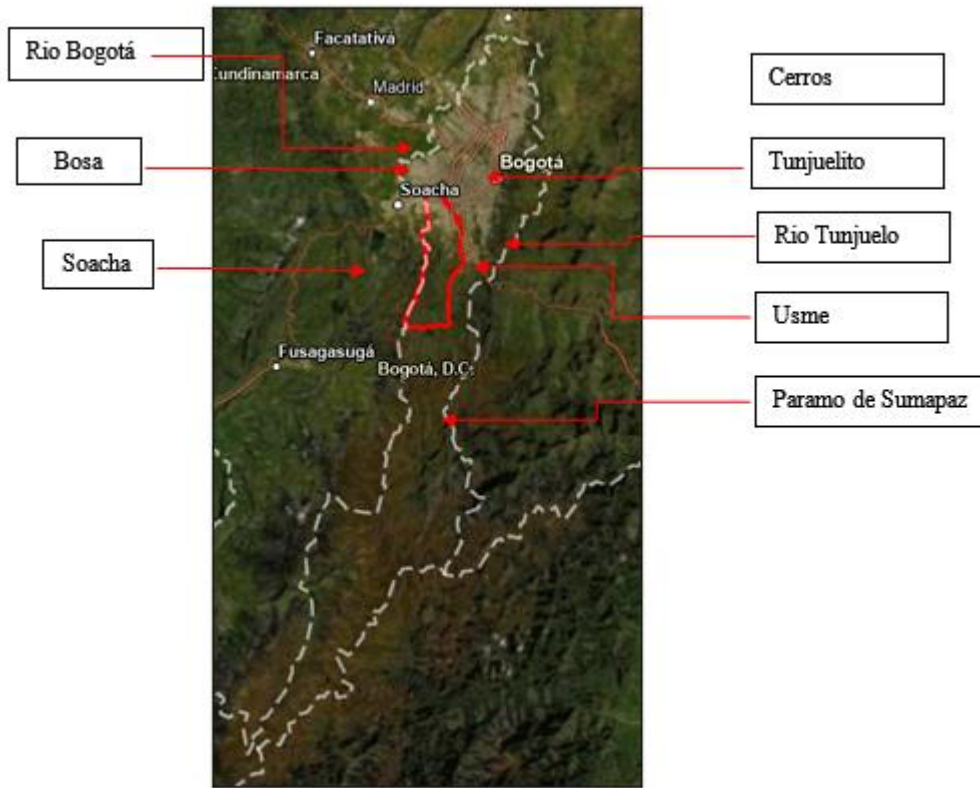 Rio Bogotá
Bosa
Soacha
Facatativá
Cundinamarca
Madrid
Bogotá
Soacha
Fusagasugá
Bogotá, D.C.
Cerros
Tunjuelito
Rio Tunjuelo
Usme
Paramo de Sumapaz